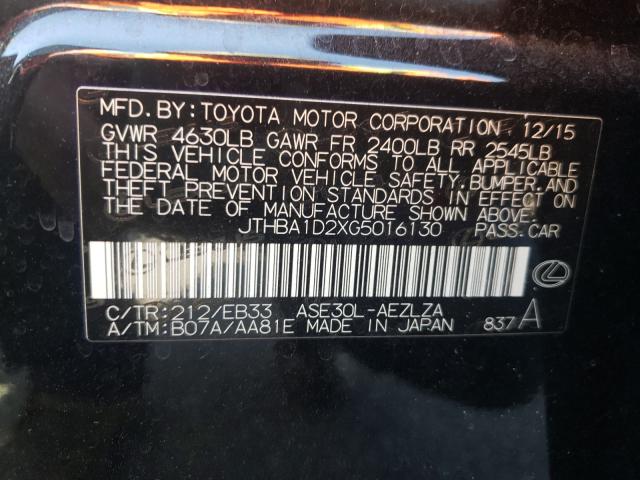 MFD. BY: TOYOTA MOTOR CORPORATION 12/15
GVWR 4630LB GAWR FR 2400LB RR 2545LB
THIS VEHICLE CONFORMS TO ALL APPLICABLE
FEDERAL MOTOR VEHICLE SAFETY, BUMPER, AND
THEFT PREVENTION STANDARDS IN EFFECT ON
THE DATE OF MANUFACTURE SHOWN ABOVE.
JTHBA1D2XG5016130 PASS. CAR
C/TR: 212/EB33 ASE30L-AEZLZA
A/TM: B07A/AA81E MADE IN JAPAN 837 A